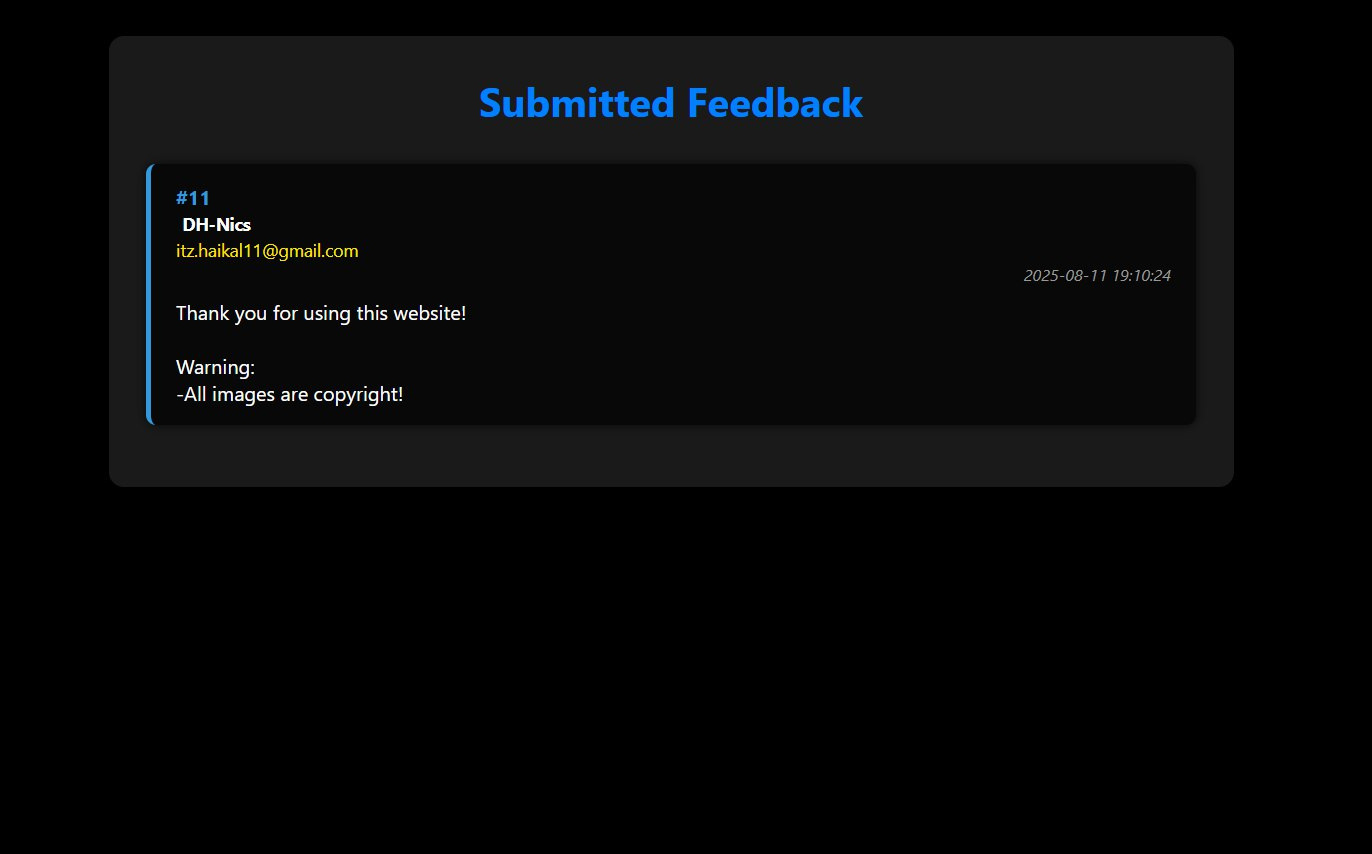 Submitted Feedback
#11
DH-Nics
itz.haikal11@gmail.com
2025-08-11 19:10:24
Thank you for using this website!
Warning:
-All images are copyright!